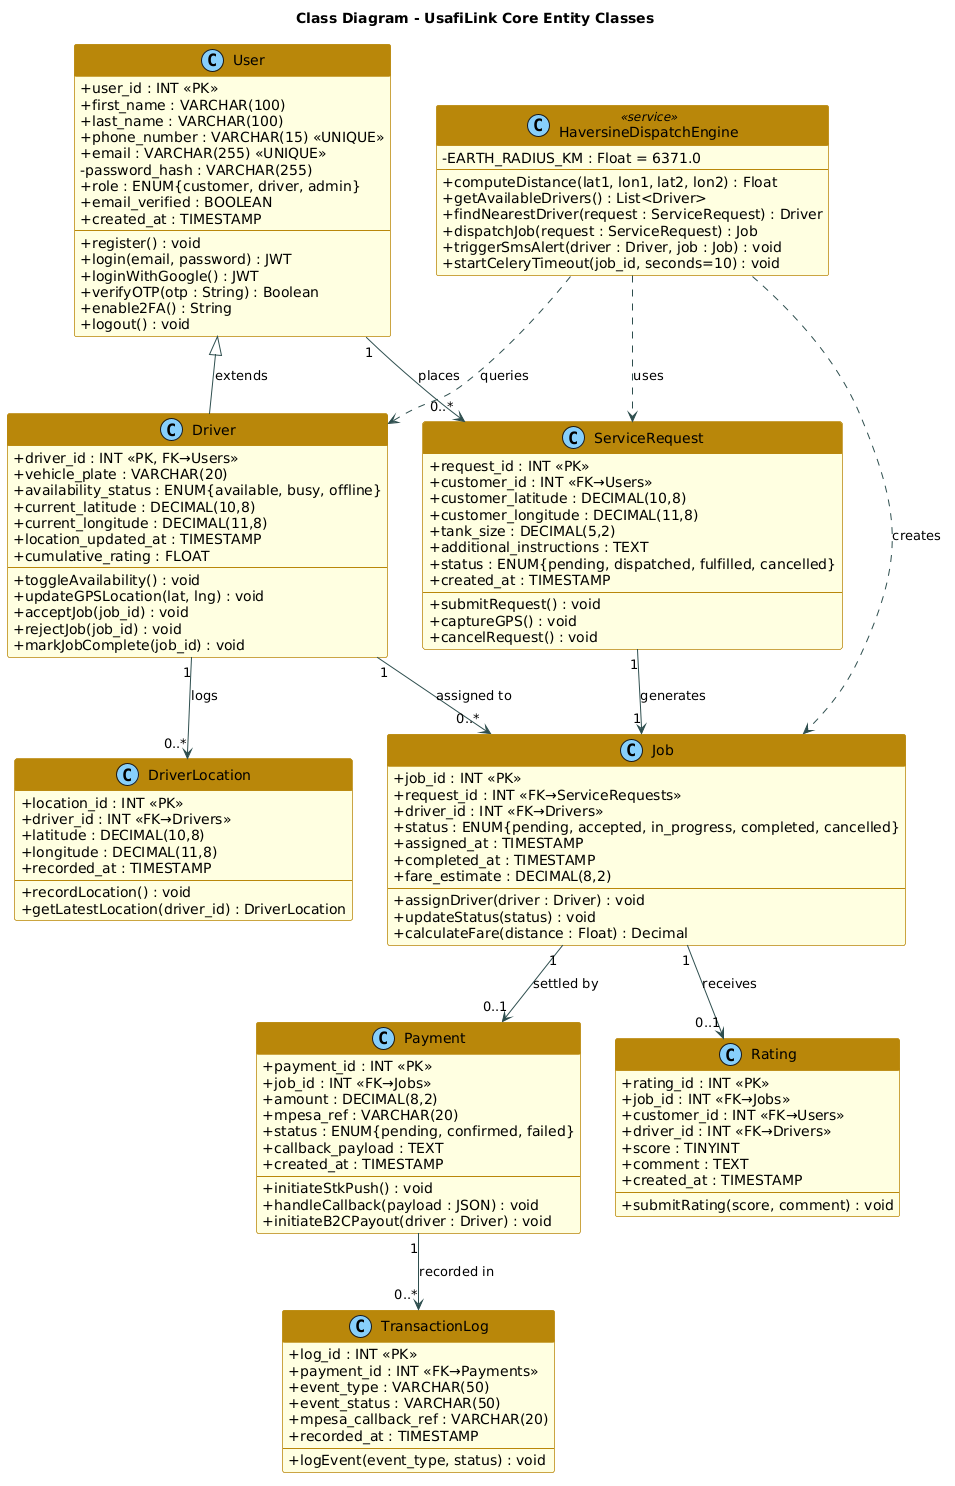 Class Diagram - UsafiLink Core Entity Classes
C User
+user_id : INT «PK»
+first_name : VARCHAR(100)
+last_name : VARCHAR(100)
+phone_number : VARCHAR(15) «UNIQUE»
+email : VARCHAR(255) «UNIQUE»
-password_hash : VARCHAR(255)
+role : ENUM{customer, driver, admin}
+email_verified : BOOLEAN
+created_at : TIMESTAMP
+register() : void
+login(email, password) : JWT
+loginWithGoogle() : JWT
+verifyOTP(otp : String) : Boolean
+enable2FA() : String
+logout() : void
«service»
C HaversineDispatchEngine
-EARTH_RADIUS_KM : Float = 6371.0
+computeDistance(lat1, lon1, lat2, lon2) : Float
+getAvailableDrivers() : List<Driver>
+findNearestDriver(request : ServiceRequest) : Driver
+dispatchJob(request : ServiceRequest) : Job
+triggerSmsAlert(driver : Driver, job : Job) : void
+startCeleryTimeout(job_id, seconds=10) : void
1
extends
places
queries
uses
0..*
C Driver
+driver_id : INT «PK, FK→Users»
+vehicle_plate : VARCHAR(20)
+availability_status : ENUM{available, busy, offline}
+current_latitude : DECIMAL(10,8)
+current_longitude : DECIMAL(11,8)
+location_updated_at : TIMESTAMP
+cumulative_rating : FLOAT
+toggleAvailability() : void
+updateGPSLocation(lat, lng) : void
+acceptJob(job_id) : void
+rejectJob(job_id) : void
+markJobComplete(job_id) : void
C ServiceRequest
+request_id : INT «PK»
+customer_id : INT «FK→Users»
+customer_latitude : DECIMAL(10,8)
+customer_longitude : DECIMAL(11,8)
+tank_size : DECIMAL(5,2)
+additional_instructions : TEXT
+status : ENUM{pending, dispatched, fulfilled, cancelled}
+created_at : TIMESTAMP
+submitRequest() : void
+captureGPS() : void
+cancelRequest() : void
creates
1
1
1
logs
assigned to
generates
0..*
0..*
1
C DriverLocation
+location_id : INT «PK»
+driver_id : INT «FK→Drivers»
+latitude : DECIMAL(10,8)
+longitude : DECIMAL(11,8)
+recorded_at : TIMESTAMP
+recordLocation() : void
+getLatestLocation(driver_id) : DriverLocation
C Job
+job_id : INT «PK»
+request_id : INT «FK→ServiceRequests»
+driver_id : INT «FK→Drivers»
+status : ENUM{pending, accepted, in_progress, completed, cancelled}
+assigned_at : TIMESTAMP
+completed_at : TIMESTAMP
+fare_estimate : DECIMAL(8,2)
+assignDriver(driver : Driver) : void
+updateStatus(status) : void
+calculateFare(distance : Float) : Decimal
1
1
settled by
receives
0..1
0..1
C Payment
+payment_id : INT «PK»
+job_id : INT «FK→Jobs»
+amount : DECIMAL(8,2)
+mpesa_ref : VARCHAR(20)
+status : ENUM{pending, confirmed, failed}
+callback_payload : TEXT
+created_at : TIMESTAMP
+initiateStkPush() : void
+handleCallback(payload : JSON) : void
+initiateB2CPayout(driver : Driver) : void
C Rating
+rating_id : INT «PK»
+job_id : INT «FK→Jobs»
+customer_id : INT «FK→Users»
+driver_id : INT «FK→Drivers»
+score : TINYINT
+comment : TEXT
+created_at : TIMESTAMP
+submitRating(score, comment) : void
1
recorded in
0..*
C TransactionLog
+log_id : INT «PK»
+payment_id : INT «FK→Payments»
+event_type : VARCHAR(50)
+event_status : VARCHAR(50)
+mpesa_callback_ref : VARCHAR(20)
+recorded_at : TIMESTAMP
+logEvent(event_type, status) : void